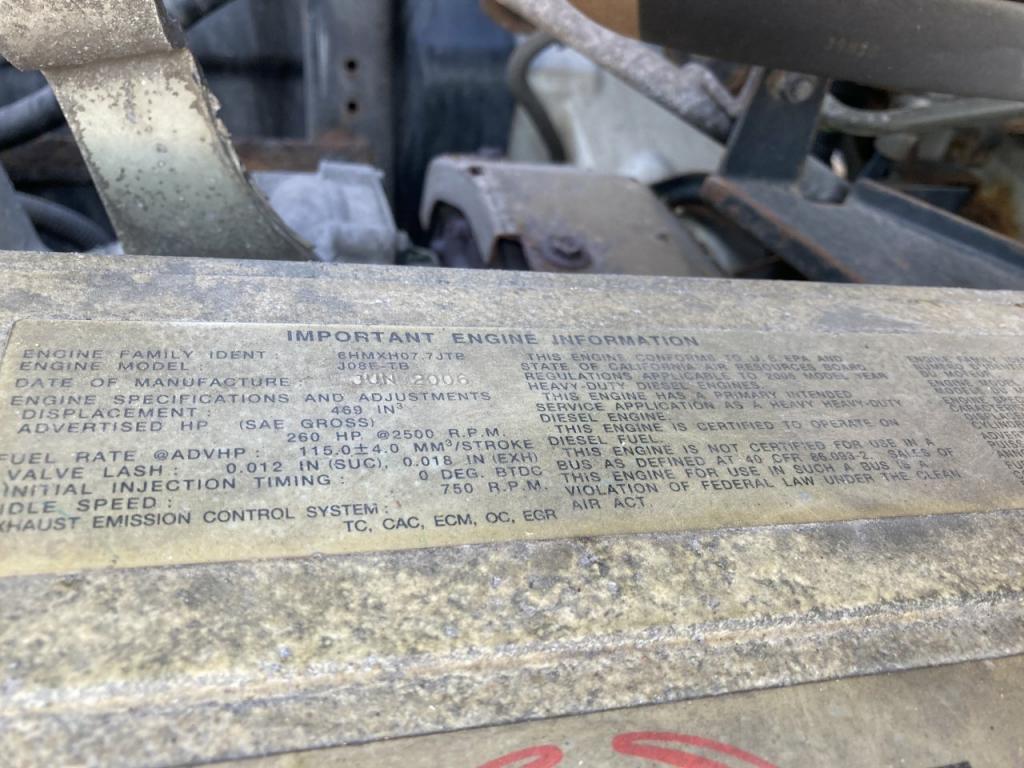 IMPORTANT ENGINE INFORMATION
ENGINE FAMILY IDENT : 6HMXH07.7JTB
ENGINE MODEL : J08E-TB
DATE OF MANUFACTURE : JUN 2006
ENGINE SPECIFICATIONS AND ADJUSTMENTS
DISPLACEMENT : 469 IN³
ADVERTISED HP (SAE GROSS)
260 HP @2500 R.P.M.
FUEL RATE @ADVHP : 115.0±4.0 MM³/STROKE
VALVE LASH : 0.012 IN (SUC), 0.018 IN (EXH)
INITIAL INJECTION TIMING : 0 DEG. BTDC
IDLE SPEED : 750 R.P.M.
EXHAUST EMISSION CONTROL SYSTEM :
TC, CAC, ECM, OC, EGR
THIS ENGINE CONFORMS TO U.S.EPA AND
STATE OF CALIFORNIA AIR RESOURCES BOARD
REGULATIONS APPLICABLE TO 2006 MODEL YEAR
HEAVY-DUTY DIESEL ENGINES.
THIS ENGINE HAS A PRIMARY INTENDED
SERVICE APPLICATION AS A HEAVY HEAVY-DUTY
DIESEL ENGINE.
THIS ENGINE IS CERTIFIED TO OPERATE ON
DIESEL FUEL.
THIS ENGINE IS NOT CERTIFIED FOR USE IN A
BUS AS DEFINED AT 40 CFR 86.093-2. SALES OF
THIS ENGINE FOR USE IN SUCH A BUS IS A
VIOLATION OF FEDERAL LAW UNDER THE CLEAN
AIR ACT.
ENGINE
ENGINE